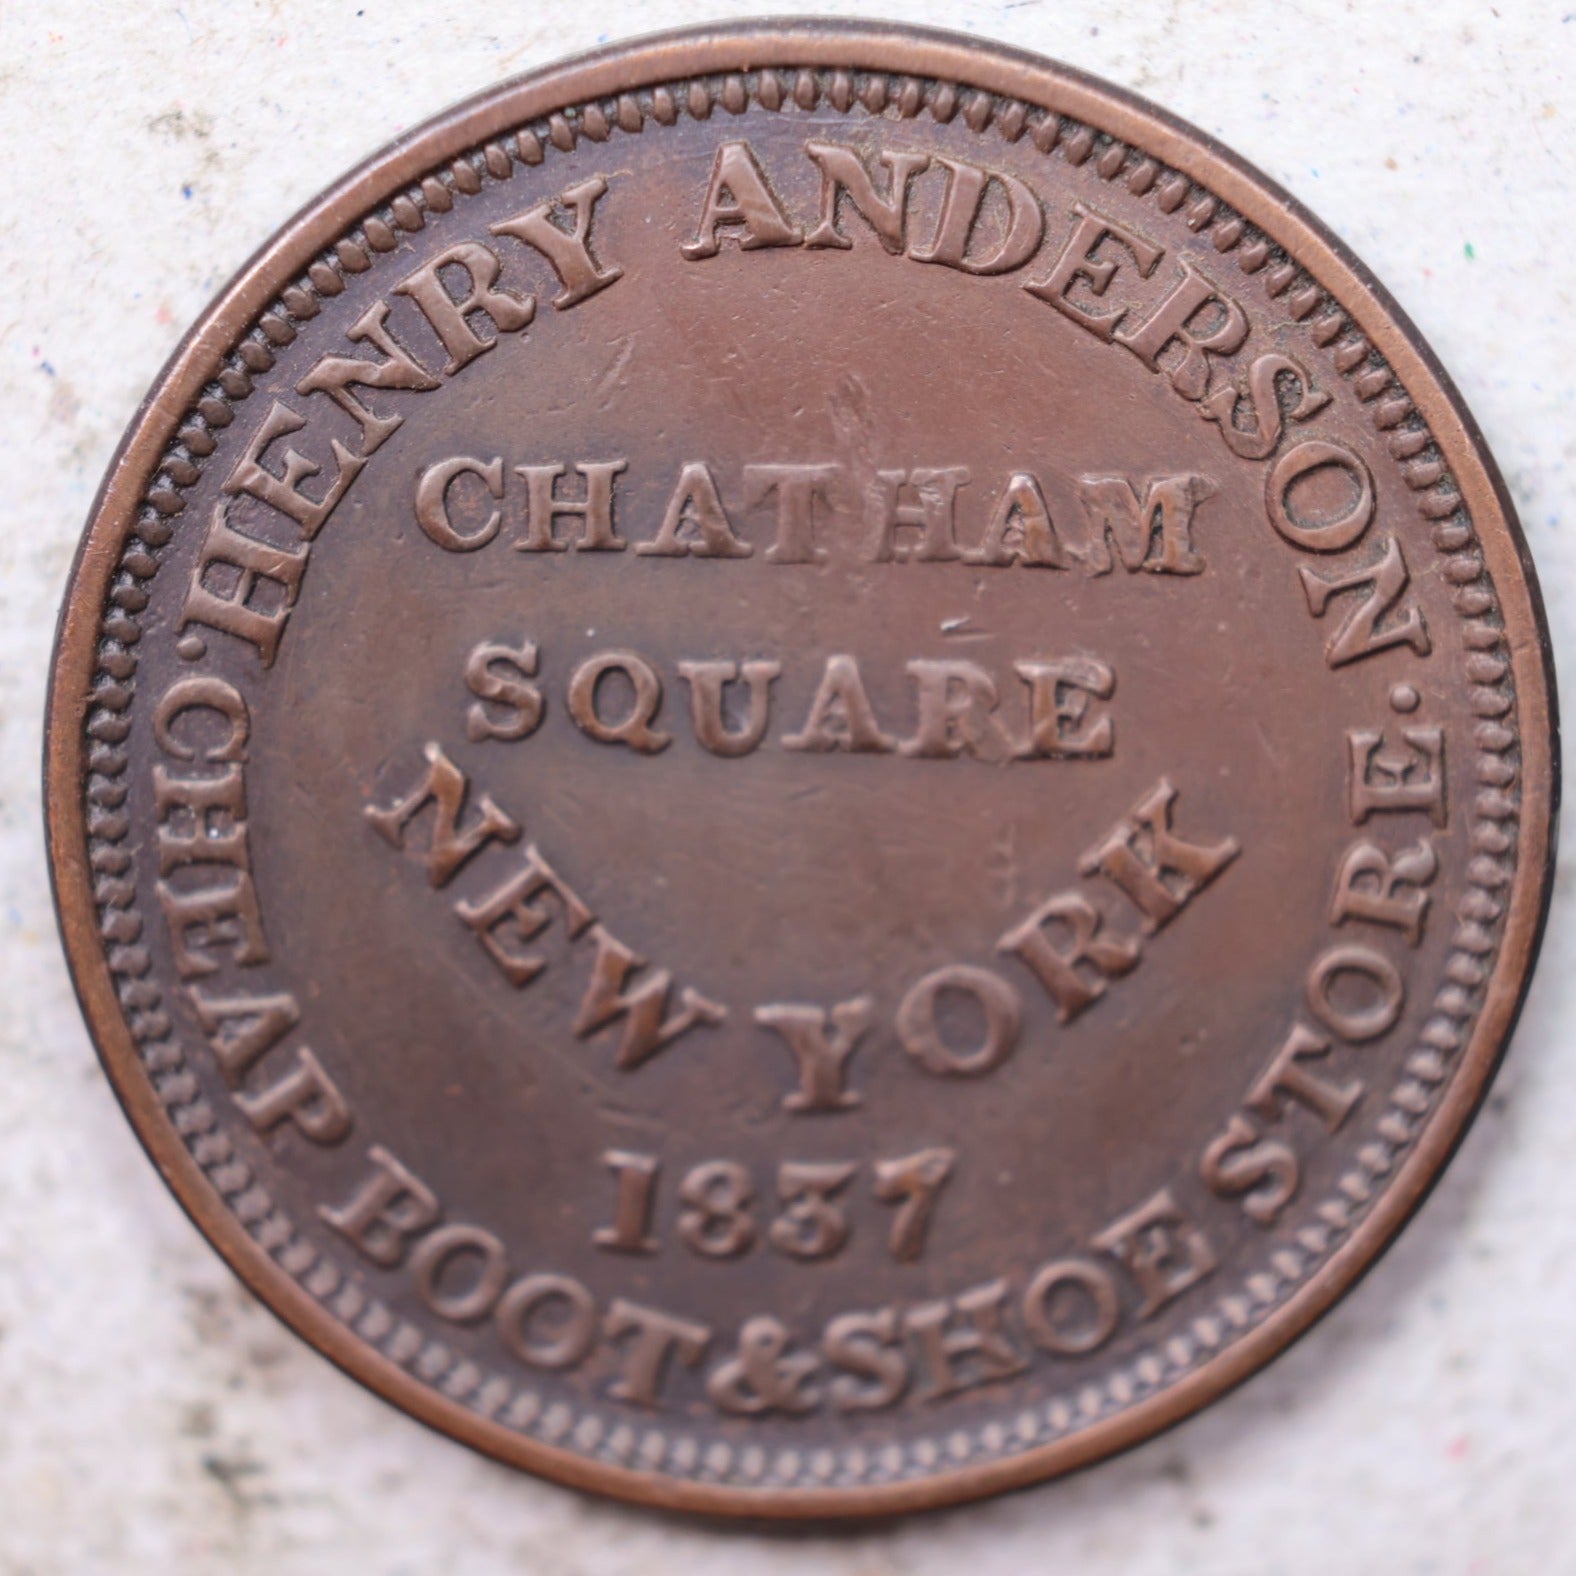 HENRY ANDERSON.
CHATHAM
SQUARE
NEW YORK
1837
·CHEAP BOOT & SHOE STORE.